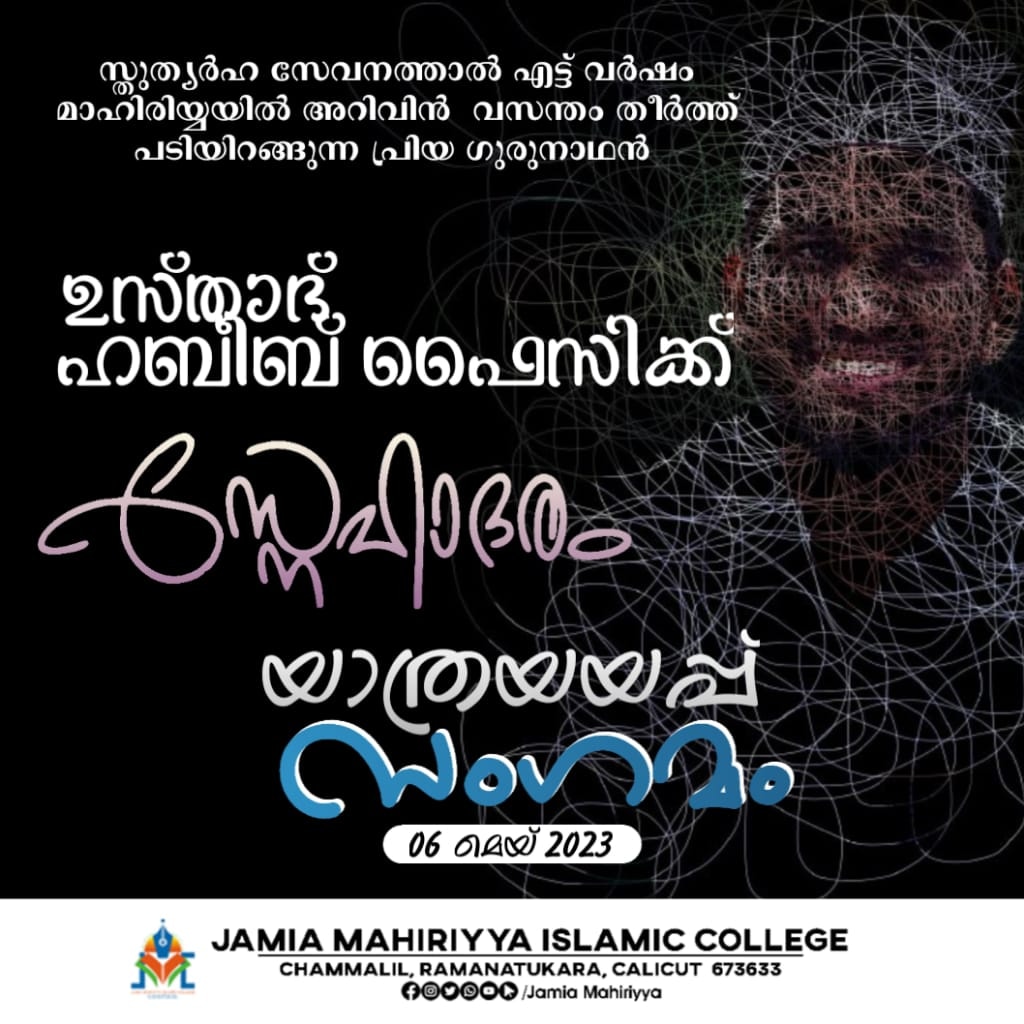 സ്തുത്യർഹ സേവനത്താൽ എട്ട് വർഷം
മാഹിരിയ്യയിൽ അറിവിൻ വസന്തം തീർത്ത്
പടിയിറങ്ങുന്ന പ്രിയ ഗുരുനാഥൻ
ഉസ്താദ്
ഹബീബ് ഫൈസിക്ക്
സ്നേഹാദരം
യാത്രയയപ്പ്
സംഗമം
06 മെയ് 2023
JAMIA MAHIRIYYA ISLAMIC COLLEGE
CHAMMALIL, RAMANATUKARA, CALICUT 673633
/Jamia Mahiriyya